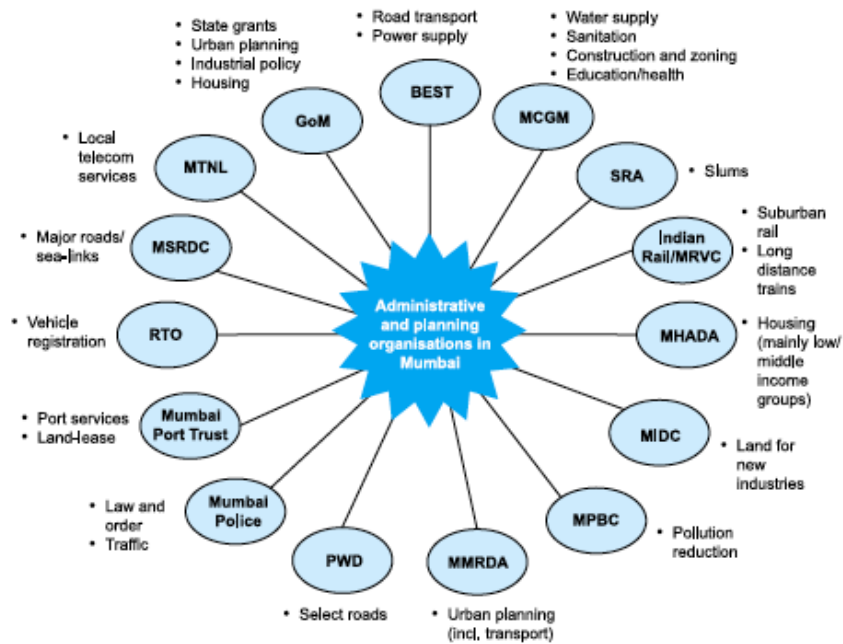 • State grants
• Urban planning
• Industrial policy
• Housing
GoM
• Road transport
• Power supply
BEST
• Water supply
• Sanitation
• Construction and zoning
• Education/health
MCGM
• Local
telecom
services
MTNL
SRA
• Slums
• Major roads/
sea-links
MSRDC
Indian
Rail/MRVC
• Suburban
rail
• Long
distance
trains
Administrative
and planning
organisations in
Mumbai
• Vehicle
registration
RTO
MHADA
• Housing
(mainly low/
middle
income
groups)
• Port services
• Land-lease
Mumbai
Port Trust
MIDC
• Land for
new
industries
• Law and
order
• Traffic
Mumbai
Police
MPBC
• Pollution
reduction
PWD
• Select roads
MMRDA
• Urban planning
(incl. transport)